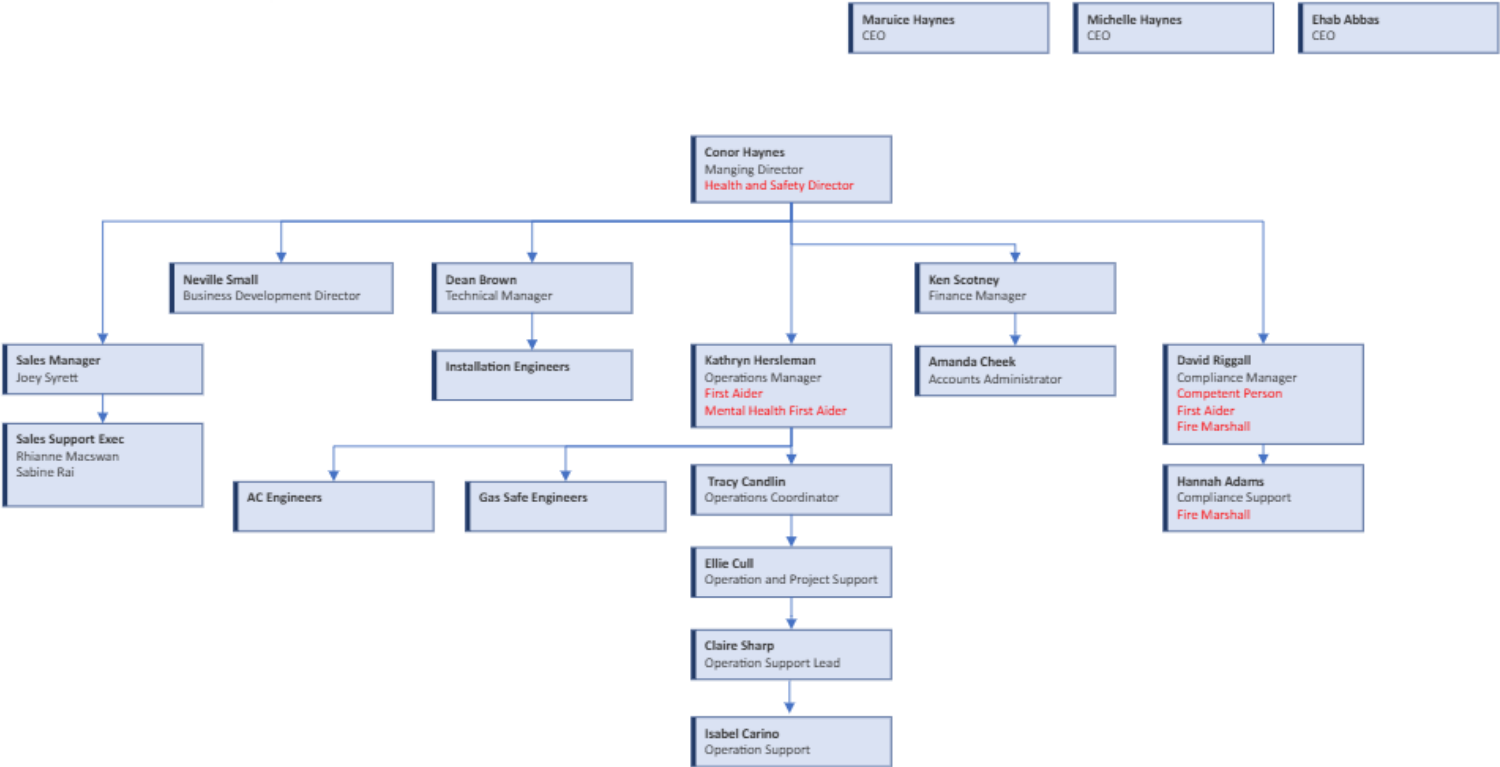 Maruice Haynes
CEO
Michelle Haynes
CEO
Ehab Abbas
CEO
Conor Haynes
Manging Director
Health and Safety Director
Neville Small
Business Development Director
Dean Brown
Technical Manager
Ken Scotney
Finance Manager
Sales Manager
Joey Syrett
Installation Engineers
Kathryn Hersleman
Operations Manager
First Aider
Mental Health First Aider
Amanda Cheek
Accounts Administrator
David Riggall
Compliance Manager
Competent Person
First Aider
Fire Marshall
Sales Support Exec
Rhianne Macswan
Sabine Rai
AC Engineers
Gas Safe Engineers
Tracy Candlin
Operations Coordinator
Hannah Adams
Compliance Support
Fire Marshall
Ellie Cull
Operation and Project Support
Claire Sharp
Operation Support Lead
Isabel Carino
Operation Support